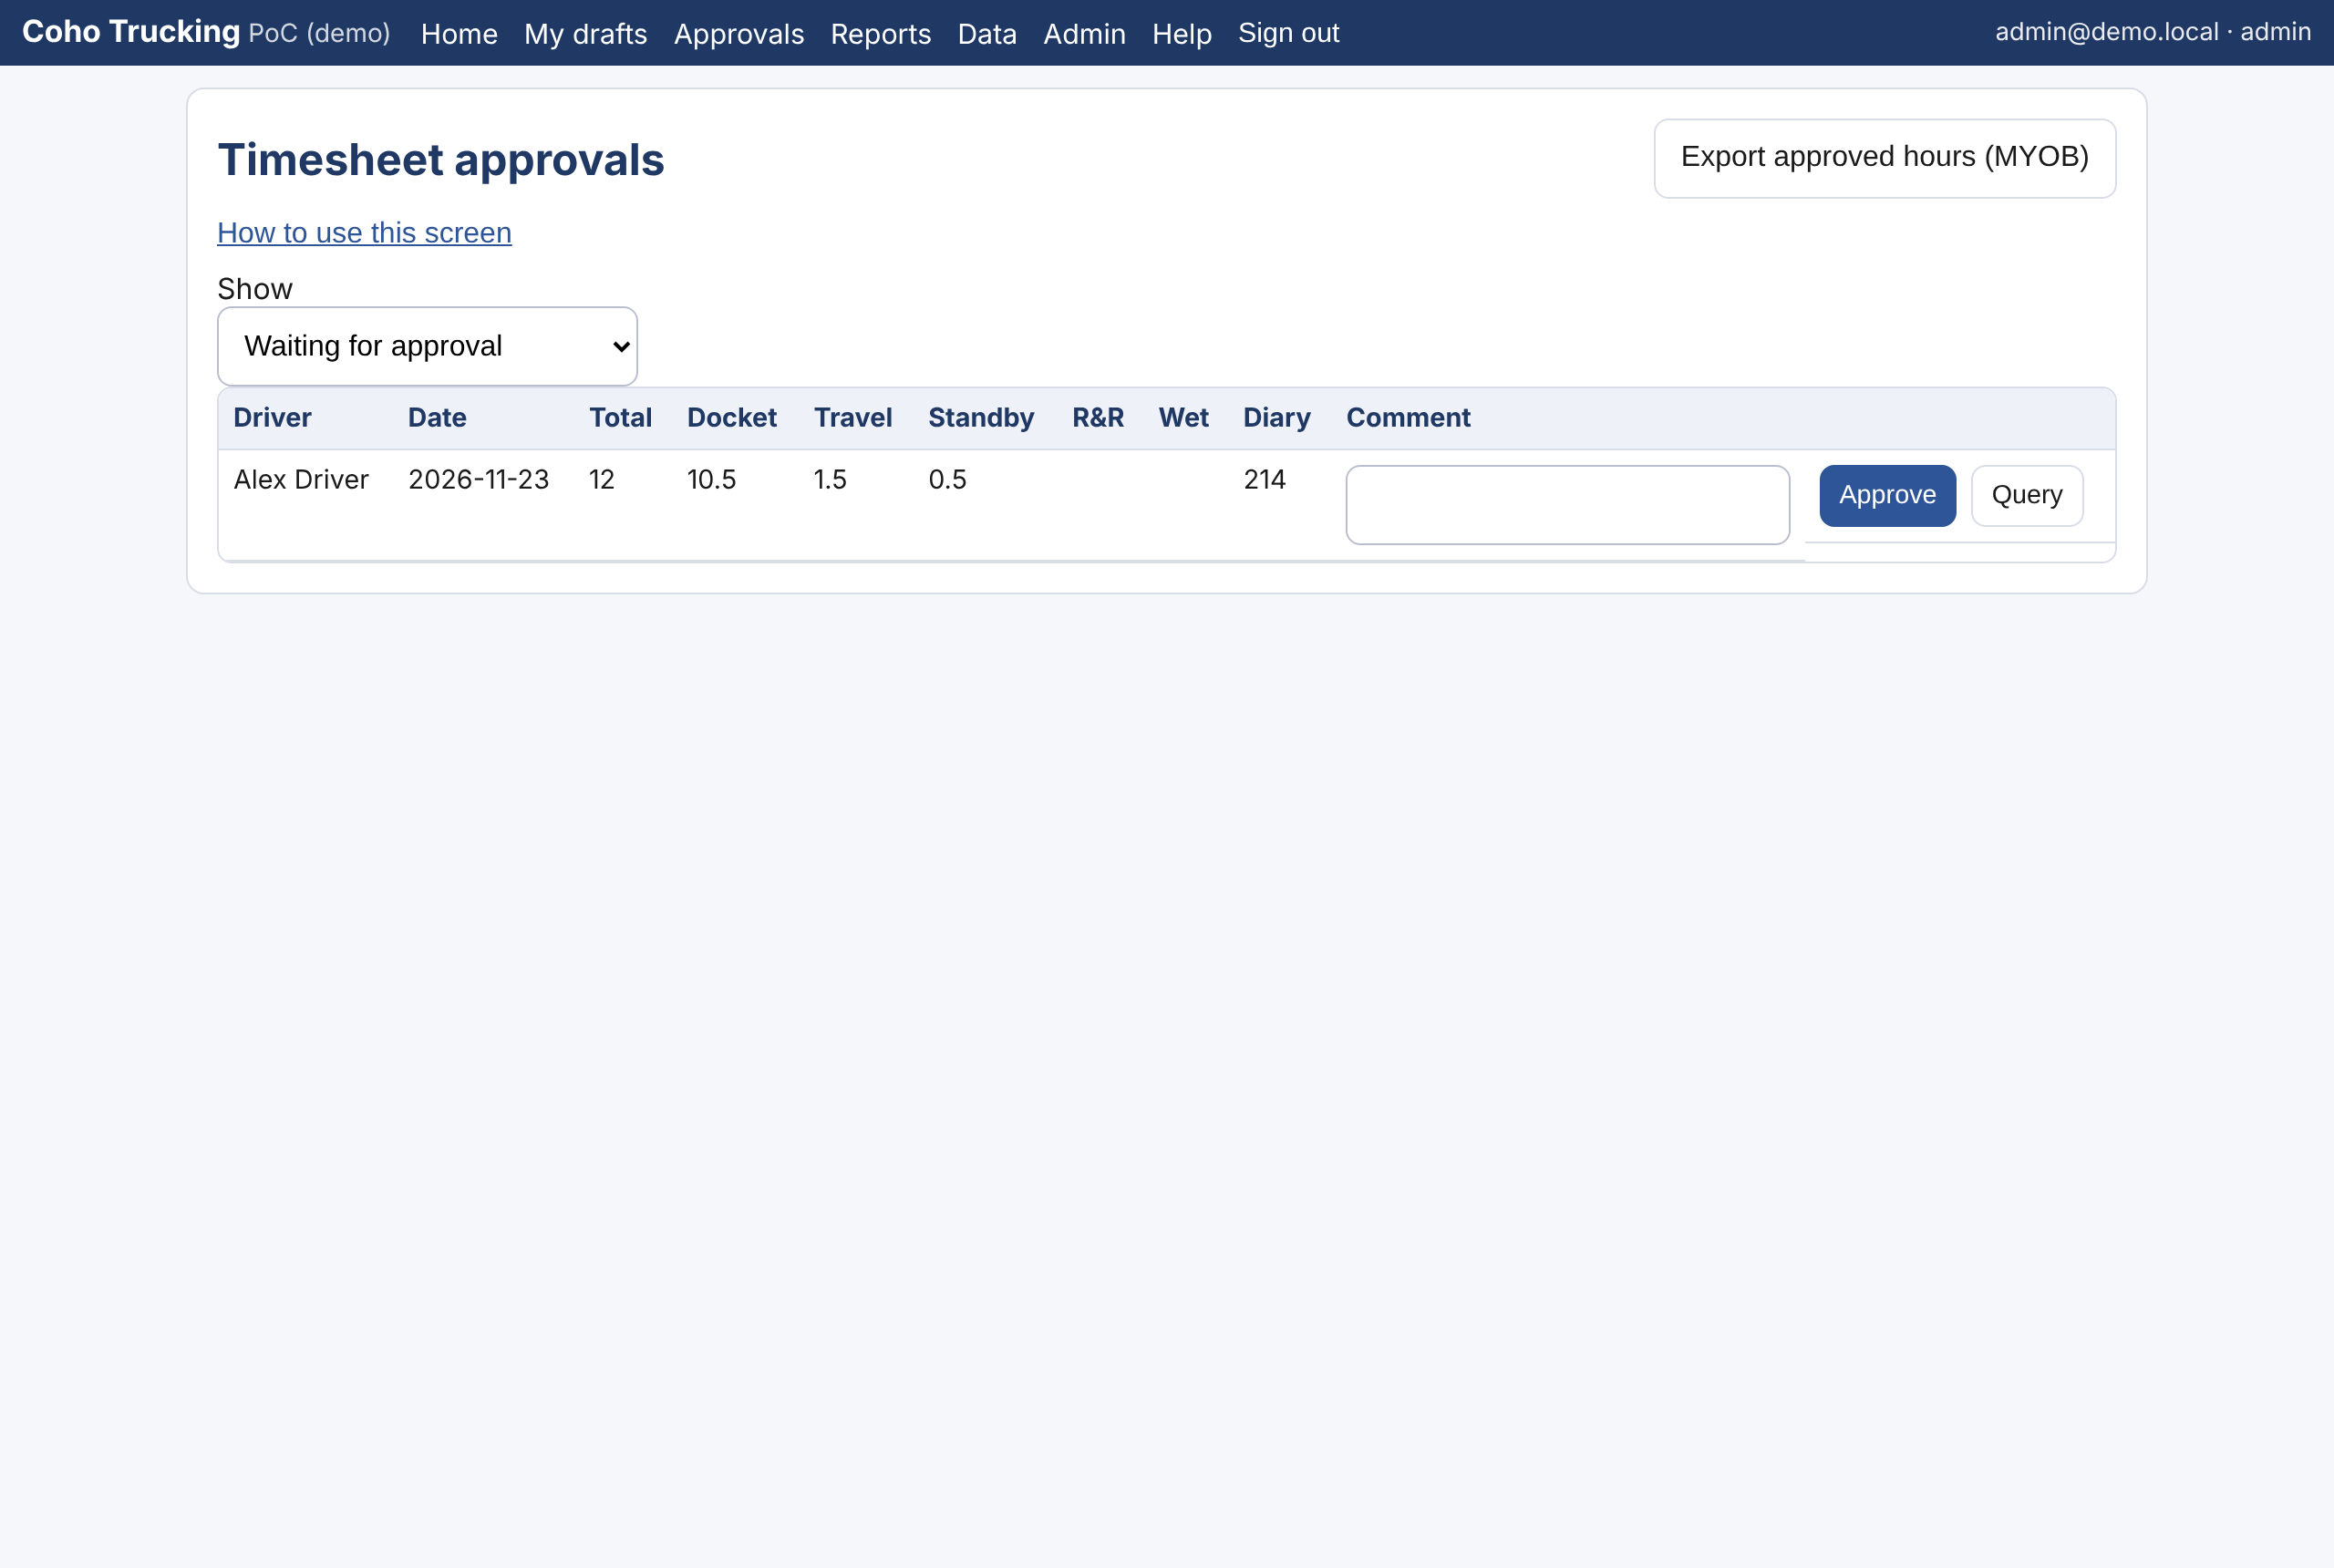 Coho Trucking PoC (demo) Home My drafts Approvals Reports Data Admin Help Sign out admin@demo.local · admin
Timesheet approvals Export approved hours (MYOB)
How to use this screen
Show
Waiting for approval
Driver Date Total Docket Travel Standby R&R Wet Diary Comment
Alex Driver 2026-11-23 12 10.5 1.5 0.5 214 Approve Query